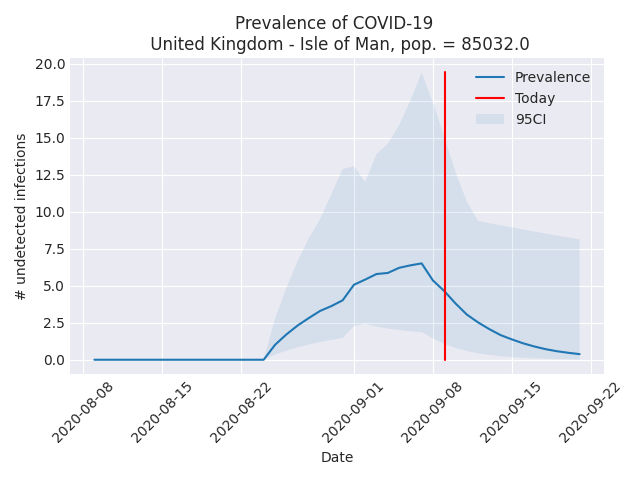 Prevalence of COVID-19
United Kingdom - Isle of Man, pop. = 85032.0
20.0
17.5
15.0
12.5
10.0
7.5
5.0
2.5
0.0
# undetected infections
Prevalence
Today
95CI
2020-08-08
2020-08-15
2020-08-22
2020-09-01
2020-09-08
2020-09-15
2020-09-22
Date